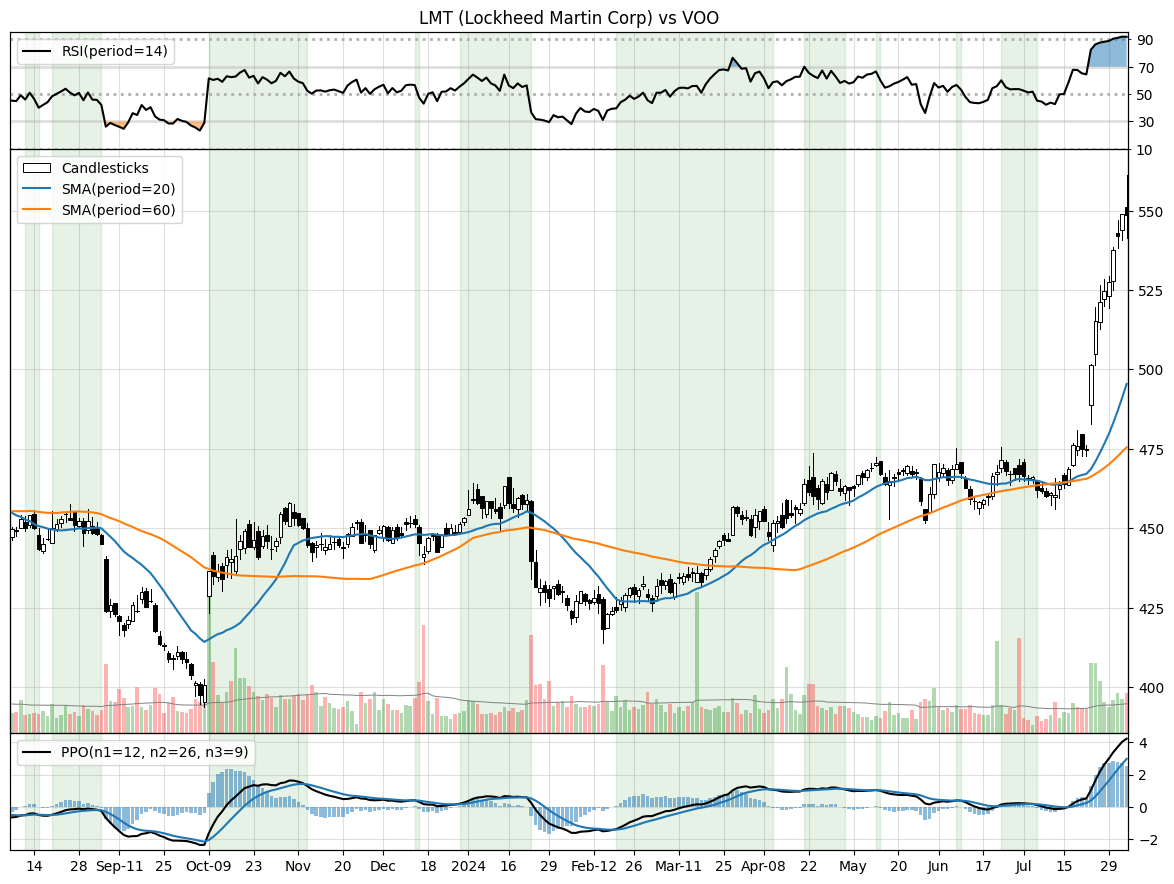 LMT (Lockheed Martin Corp) vs VOO
RSI(period=14)
90
70
50
30
10
Candlesticks
SMA(period=20)
SMA(period=60)
550
525
500
475
450
425
400
PPO(n1=12, n2=26, n3=9)
4
2
0
−2
14 28 Sep-11 25 Oct-09 23 Nov 20 Dec 18 2024 16 29 Feb-12 26 Mar-11 25 Apr-08 22 May 20 Jun 17 Jul 15 29